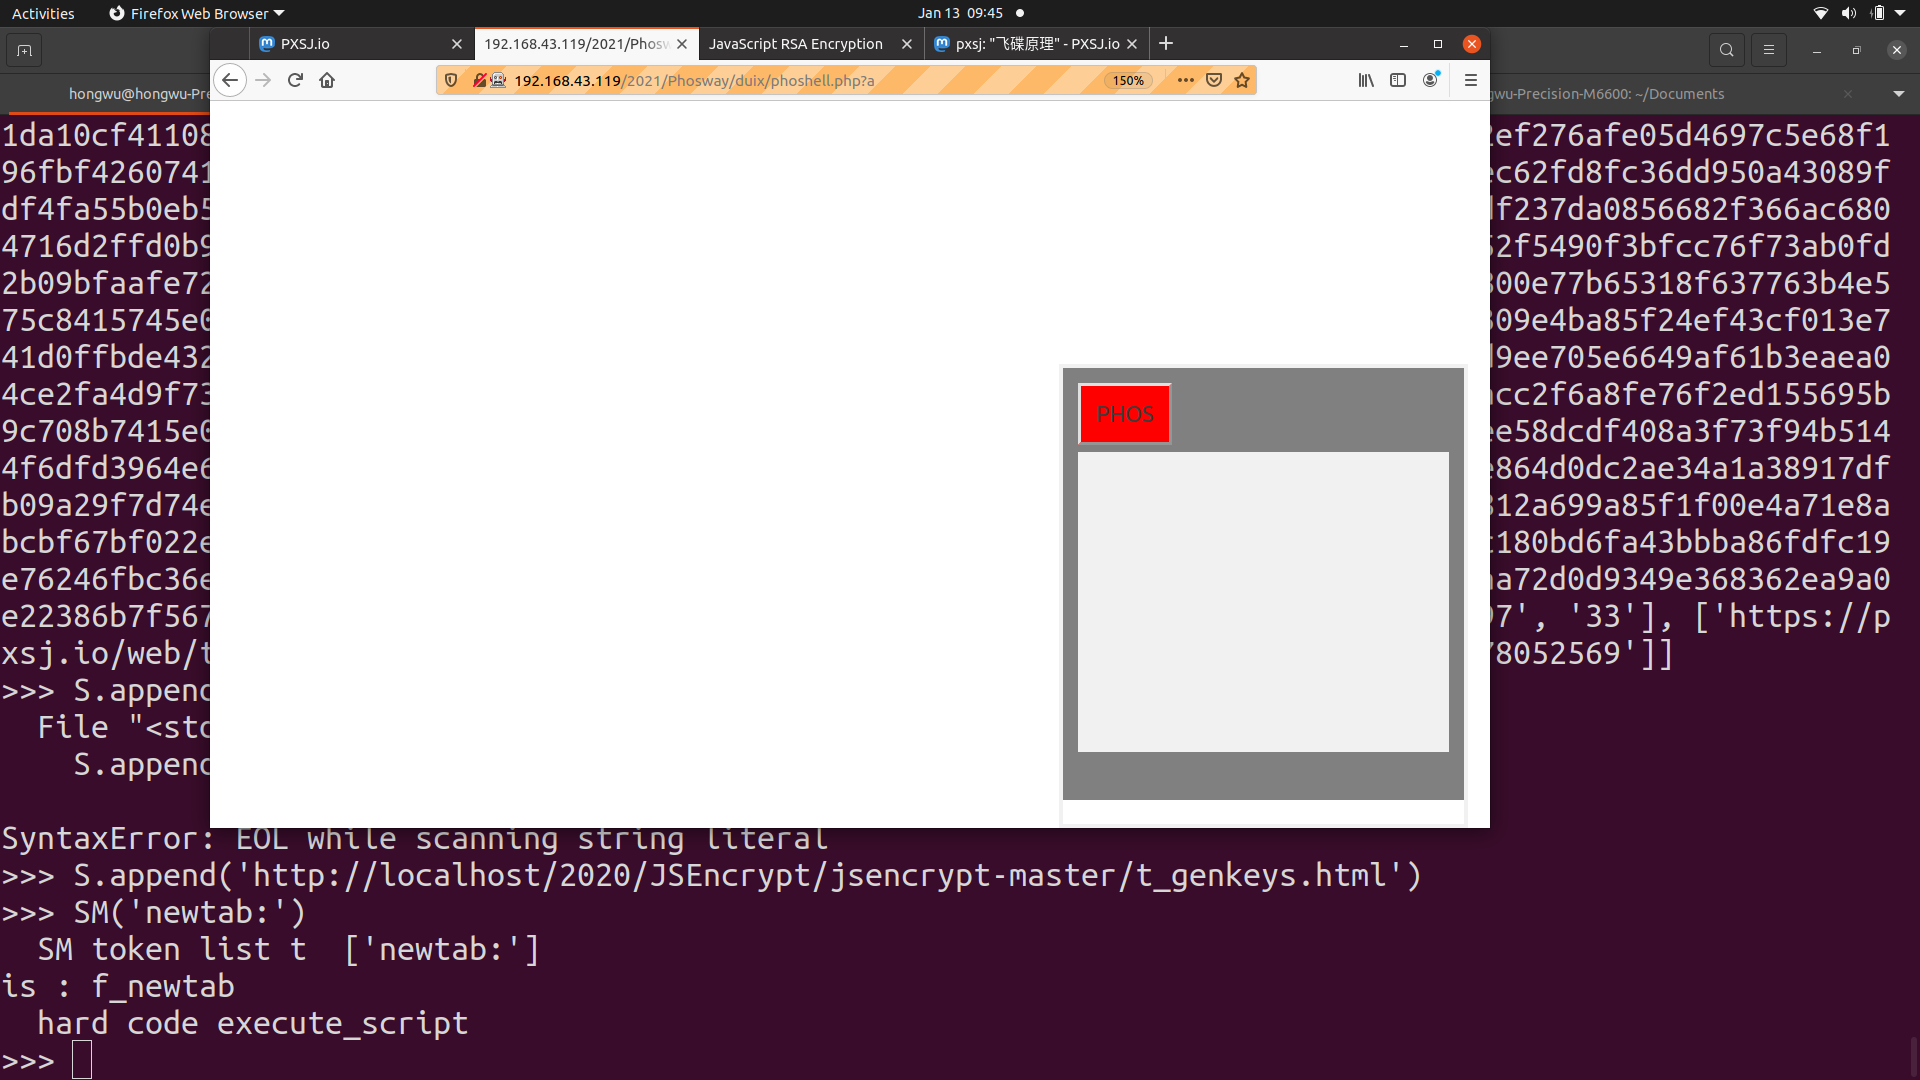 Activities
Firefox Web Browser
Jan 13 09:45
PXSJ.io
192.168.43.119/2021/Phosw
JavaScript RSA Encryption
pxsj: "飞碟原理" - PXSJ.io
192.168.43.119/2021/Phosway/duix/phoshell.php?a
150%
hongwu@hongwu-Pre
gwu-Precision-M6600: ~/Documents
PHOS
1da10cf41108
ef276afe05d4697c5e68f1
96fbf4260741
c62fd8fc36dd950a43089f
df4fa55b0eb5
f237da0856682f366ac680
4716d2ffd0b9
2f5490f3bfcc76f73ab0fd
2b09bfaafe72
00e77b65318f637763b4e5
75c8415745e0
09e4ba85f24ef43cf013e7
41d0ffbde432
9ee705e6649af61b3eaea0
4ce2fa4d9f73
cc2f6a8fe76f2ed155695b
9c708b7415e0
e58dcdf408a3f73f94b514
4f6dfd3964e6
864d0dc2ae34a1a38917df
b09a29f7d74e
12a699a85f1f00e4a71e8a
bcbf67bf022e
180bd6fa43bbba86fdfc19
e76246fbc36e
a72d0d9349e368362ea9a0
e22386b7f567
7', '33'], ['https://p
xsj.io/web/t
78052569']]
>>> S.append
File "<std
S.append
SyntaxError: EOL while scanning string literal
>>> S.append('http://localhost/2020/JSEncrypt/jsencrypt-master/t_genkeys.html')
>>> SM('newtab:')
SM token list t  ['newtab:']
is : f_newtab
hard code execute_script
>>>